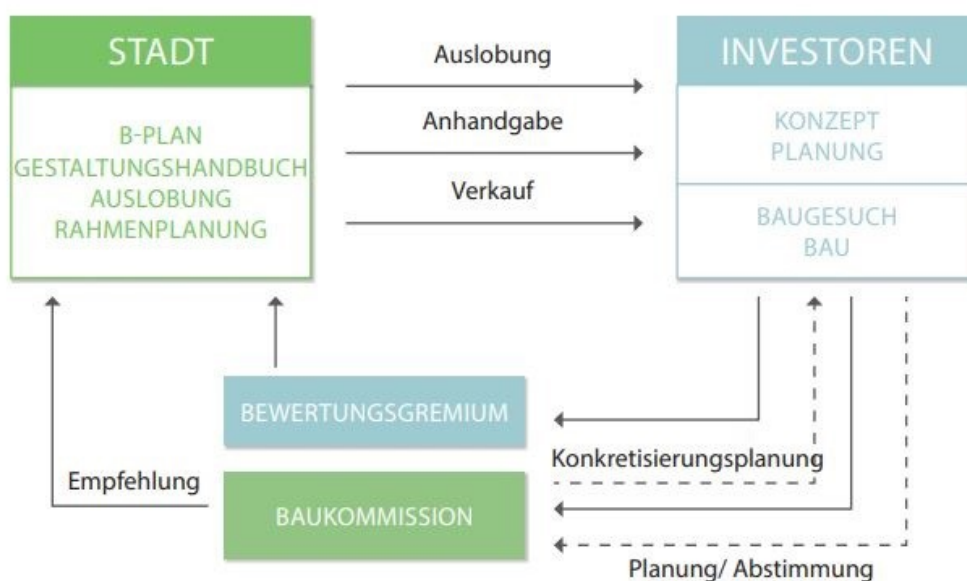 STADT
B-PLAN
GESTALTUNGSHANDBUCH
AUSLOBUNG
RAHMENPLANUNG
Auslobung
Anhandgabe
Verkauf
INVESTOREN
KONZEPT
PLANUNG
BAUGESUCH
BAU
BEWERTUNGSGREMIUM
Konkretisierungsplanung
Empfehlung
BAUKOMMISSION
Planung/ Abstimmung